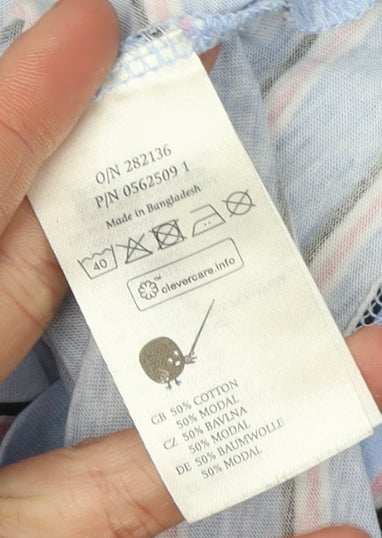 O/N 282136
P/N 0562509 1
Made in Bangladesh
40
clevercare.info
GB 50% COTTON
50% MODAL
CZ 50% BAVLNA
50% MODAL
DE 50% BAUMWOLLE
50% MODAL